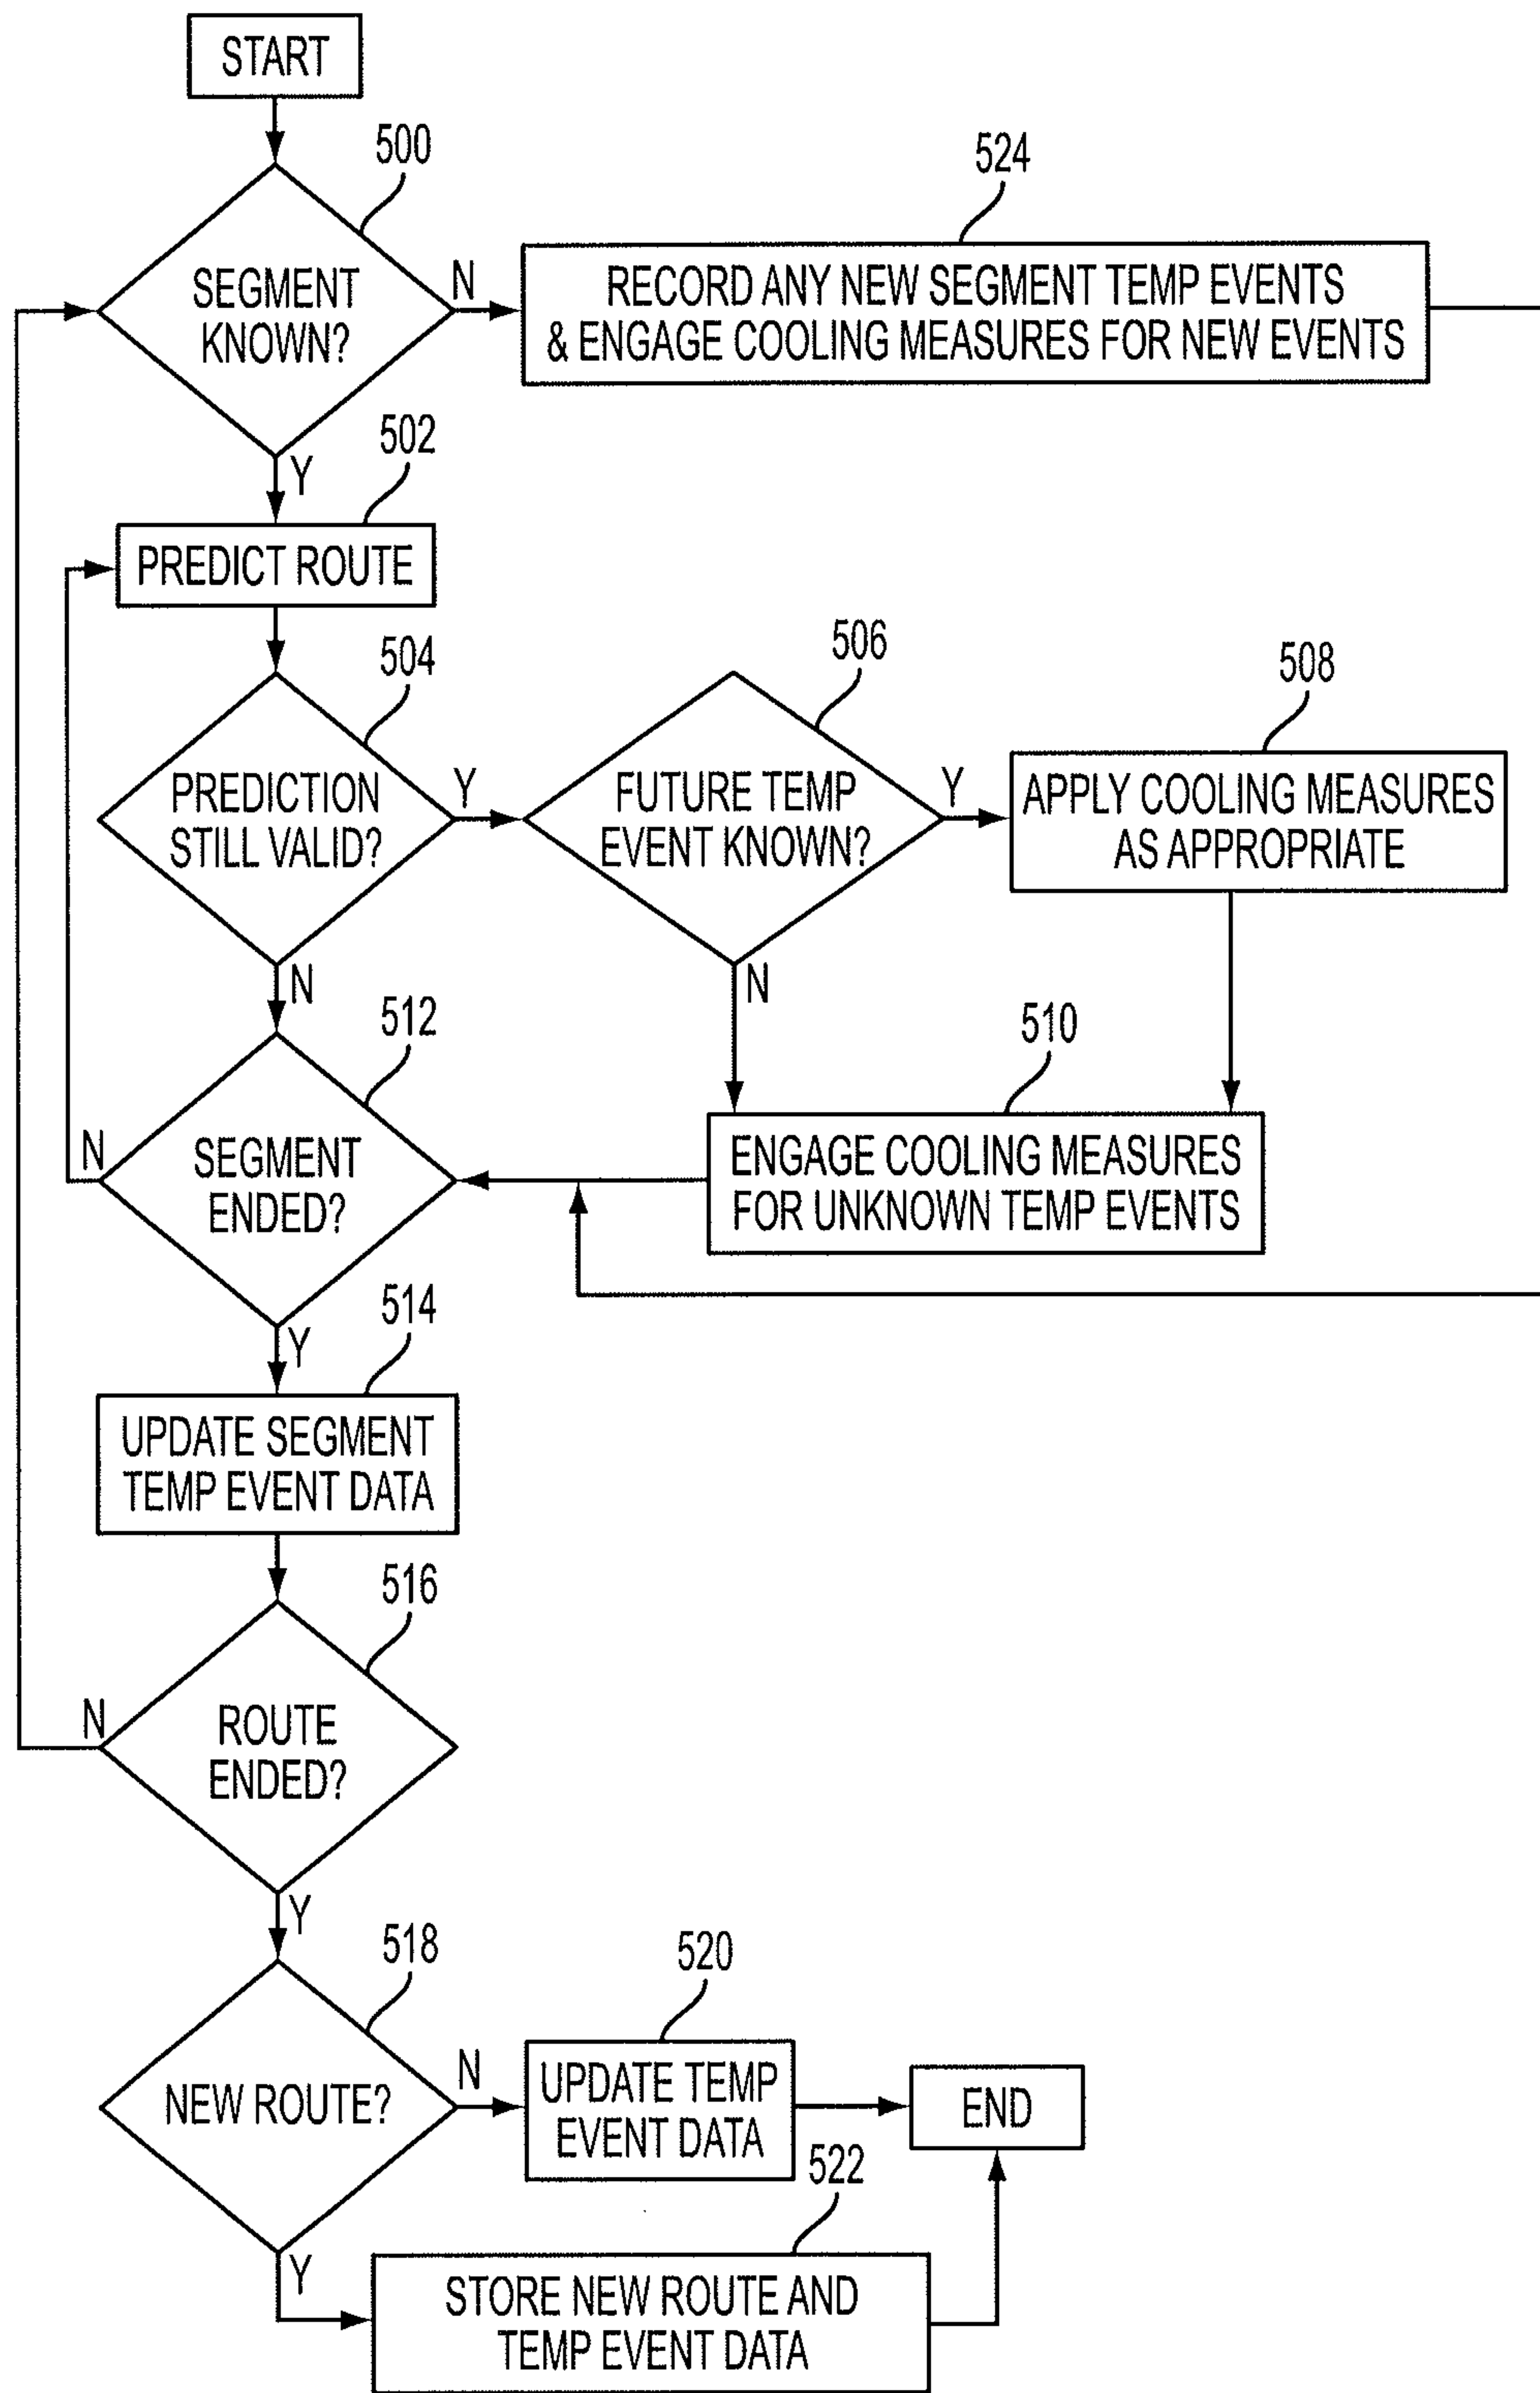 START
500
524
SEGMENT
KNOWN?
N
RECORD ANY NEW SEGMENT TEMP EVENTS
& ENGAGE COOLING MEASURES FOR NEW EVENTS
Y
502
PREDICT ROUTE
504
506
508
PREDICTION
STILL VALID?
Y
FUTURE TEMP
EVENT KNOWN?
Y
APPLY COOLING MEASURES
AS APPROPRIATE
N
N
512
510
N
SEGMENT
ENDED?
ENGAGE COOLING MEASURES
FOR UNKNOWN TEMP EVENTS
Y
514
UPDATE SEGMENT
TEMP EVENT DATA
516
N
ROUTE
ENDED?
Y
518
520
NEW ROUTE?
N
UPDATE TEMP
EVENT DATA
END
522
Y
STORE NEW ROUTE AND
TEMP EVENT DATA